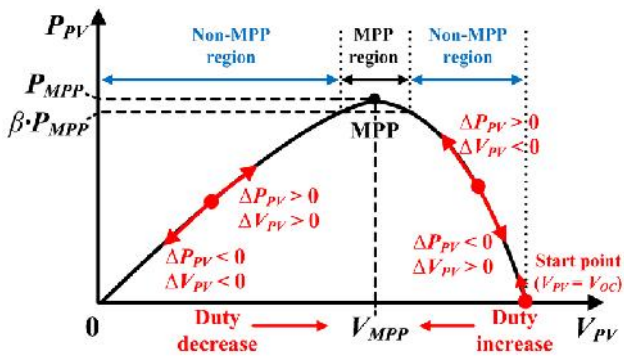 P_PV
Non-MPP
region
MPP
region
Non-MPP
region
P_MPP
β·P_MPP
MPP
ΔP_PV > 0
ΔV_PV < 0
ΔP_PV > 0
ΔV_PV > 0
ΔP_PV < 0
ΔV_PV < 0
ΔP_PV < 0
ΔV_PV > 0
Start point
(V_PV = V_OC)
0
Duty
decrease
V_MPP
Duty
increase
V_PV